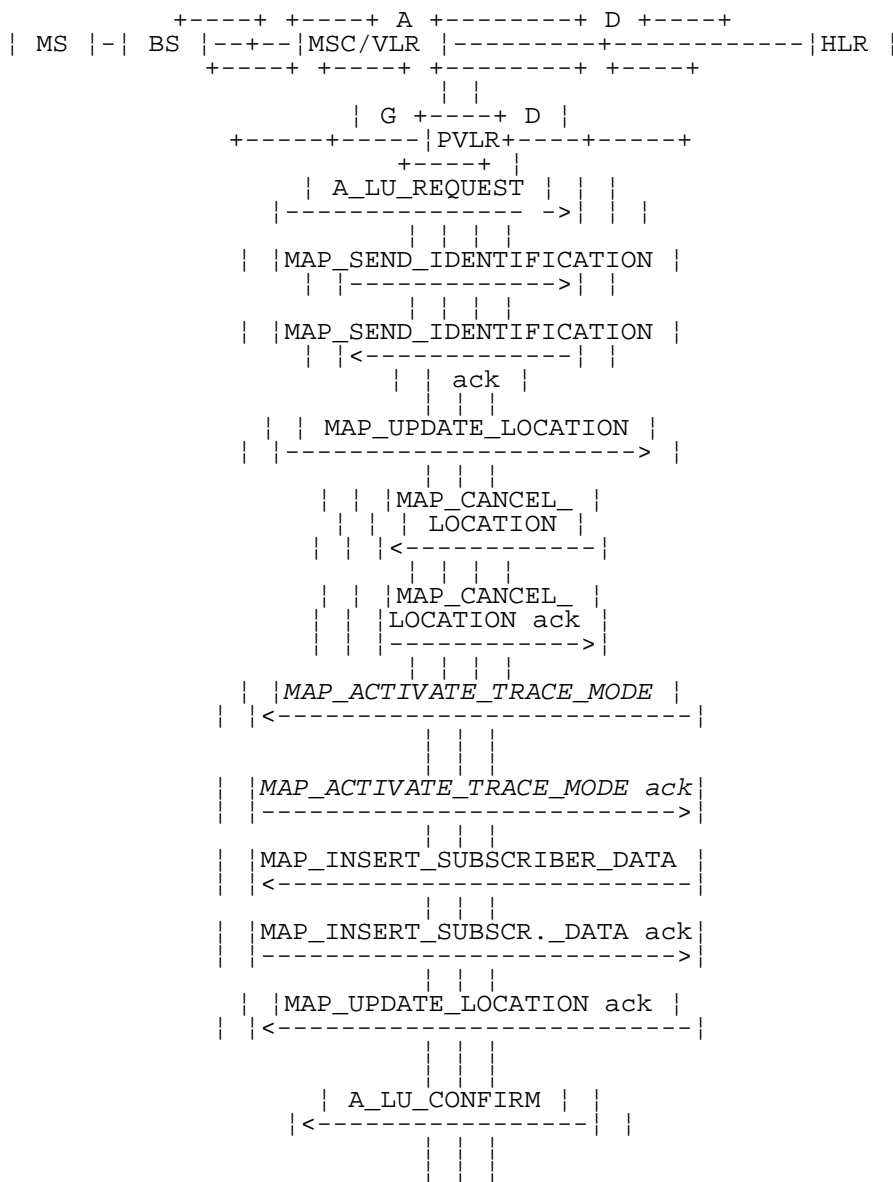 +----+ +----+ A +--------+ D +----+
¦ MS ¦-¦ BS ¦--+--¦MSC/VLR ¦---------+------------¦HLR ¦
+----+ +----+ +--------+ +----+
¦ ¦
¦ G +----+ D ¦
+-----+-----¦PVLR+----+-----+
+----+ ¦
¦ A_LU_REQUEST ¦ ¦ ¦
¦--------------- ->¦ ¦ ¦
¦ ¦ ¦ ¦
¦ ¦MAP_SEND_IDENTIFICATION ¦
¦ ¦------------->¦ ¦
¦ ¦ ¦ ¦
¦ ¦MAP_SEND_IDENTIFICATION ¦
¦ ¦<-------------¦ ¦
¦ ¦ ack ¦
¦ ¦ ¦
¦ ¦ MAP_UPDATE_LOCATION ¦
¦ ¦-----------------------> ¦
¦ ¦ ¦
¦ ¦ ¦MAP_CANCEL_ ¦
¦ ¦ ¦ LOCATION ¦
¦ ¦ ¦<-------------¦
¦ ¦ ¦ ¦
¦ ¦ ¦MAP_CANCEL_ ¦
¦ ¦ ¦LOCATION ack ¦
¦ ¦ ¦------------>¦
¦ ¦ ¦ ¦
¦ ¦MAP_ACTIVATE_TRACE_MODE ¦
¦ ¦<--------------------------¦
¦ ¦ ¦
¦ ¦ ¦
¦ ¦MAP_ACTIVATE_TRACE_MODE ack¦
¦ ¦-------------------------->¦
¦ ¦ ¦
¦ ¦MAP_INSERT_SUBSCRIBER_DATA ¦
¦ ¦<--------------------------¦
¦ ¦ ¦
¦ ¦MAP_INSERT_SUBSCR._DATA ack¦
¦ ¦-------------------------->¦
¦ ¦ ¦
¦ ¦MAP_UPDATE_LOCATION ack ¦
¦ ¦<--------------------------¦
¦ ¦ ¦
¦ ¦ ¦
¦ A_LU_CONFIRM ¦ ¦
¦<-----------------¦ ¦
¦ ¦ ¦
¦ ¦ ¦